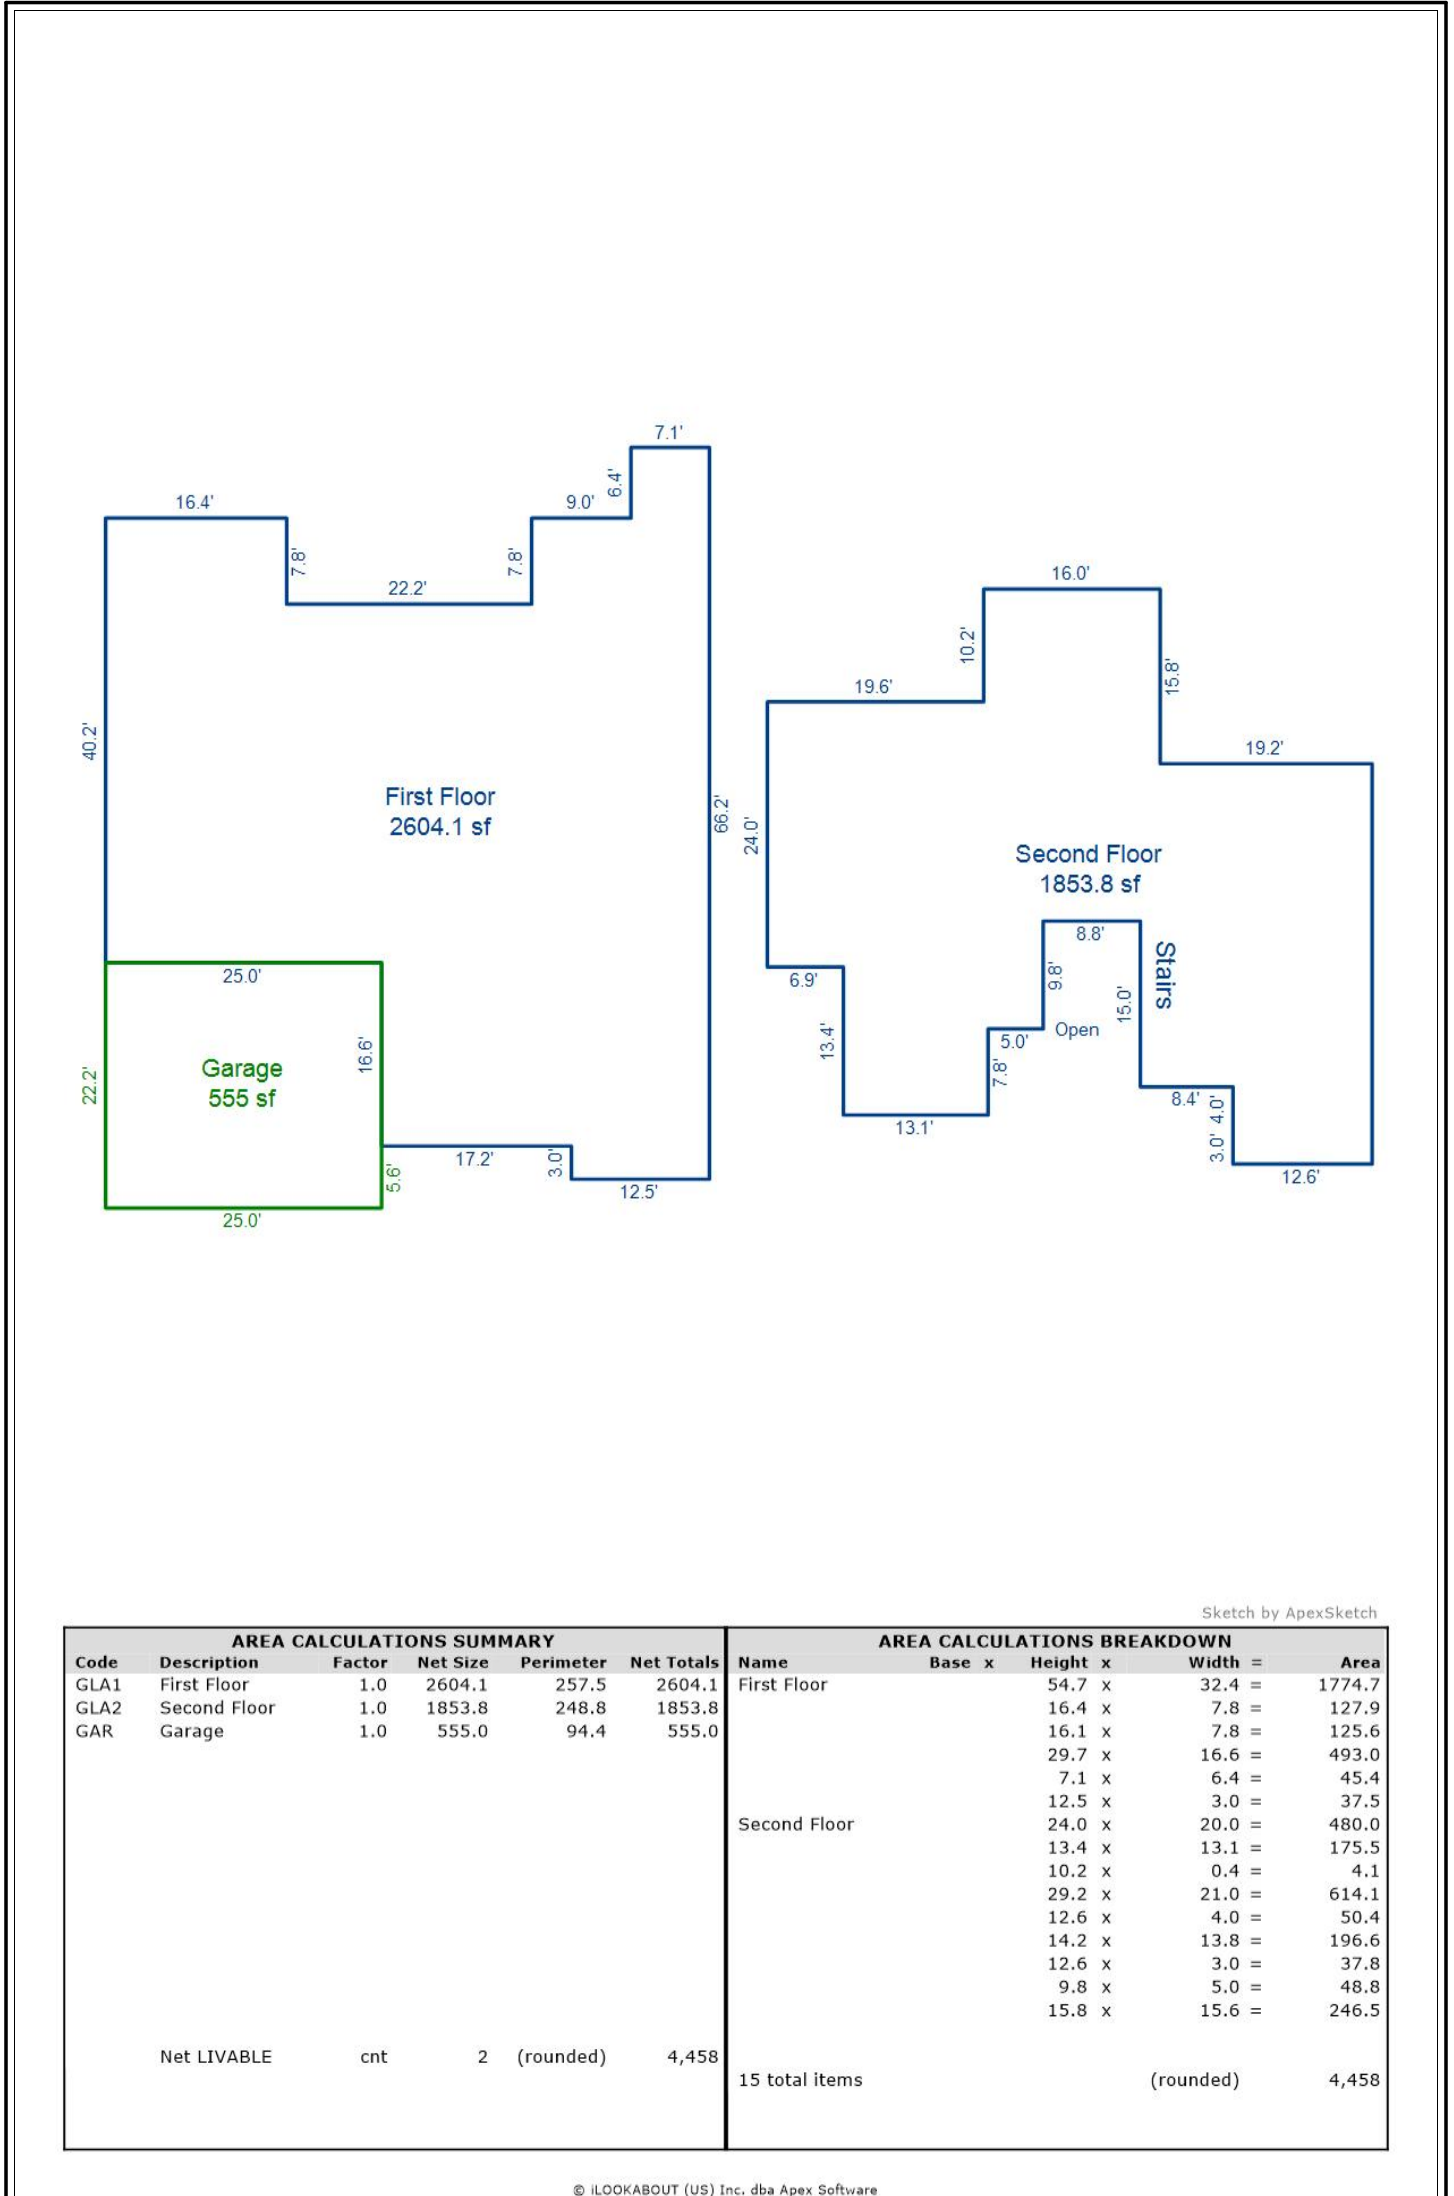 7.1'
6.4'
16.4'
9.0'
7.8'
7.8'
22.2'
16.0'
10.2'
15.8'
19.6'
19.2'
40.2'
First Floor
2604.1 sf
66.2'
24.0'
Second Floor
1853.8 sf
8.8'
Stairs
25.0'
6.9'
9.8'
15.0'
Open
5.0'
13.4'
7.8'
16.6'
Garage
555 sf
22.2'
8.4'
4.0'
13.1'
17.2'
3.0'
5.6'
3.0'
12.6'
12.5'
25.0'
Sketch by ApexSketch
AREA CALCULATIONS SUMMARY
Code Description Factor Net Size Perimeter Net Totals
GLA1 First Floor 1.0 2604.1 257.5 2604.1
GLA2 Second Floor 1.0 1853.8 248.8 1853.8
GAR Garage 1.0 555.0 94.4 555.0
Net LIVABLE cnt 2 (rounded) 4,458
AREA CALCULATIONS BREAKDOWN
Name Base x Height x Width = Area
First Floor 54.7 x 32.4 = 1774.7
16.4 x 7.8 = 127.9
16.1 x 7.8 = 125.6
29.7 x 16.6 = 493.0
7.1 x 6.4 = 45.4
12.5 x 3.0 = 37.5
Second Floor 24.0 x 20.0 = 480.0
13.4 x 13.1 = 175.5
10.2 x 0.4 = 4.1
29.2 x 21.0 = 614.1
12.6 x 4.0 = 50.4
14.2 x 13.8 = 196.6
12.6 x 3.0 = 37.8
9.8 x 5.0 = 48.8
15.8 x 15.6 = 246.5
15 total items (rounded) 4,458
© iLOOKABOUT (US) Inc. dba Apex Software